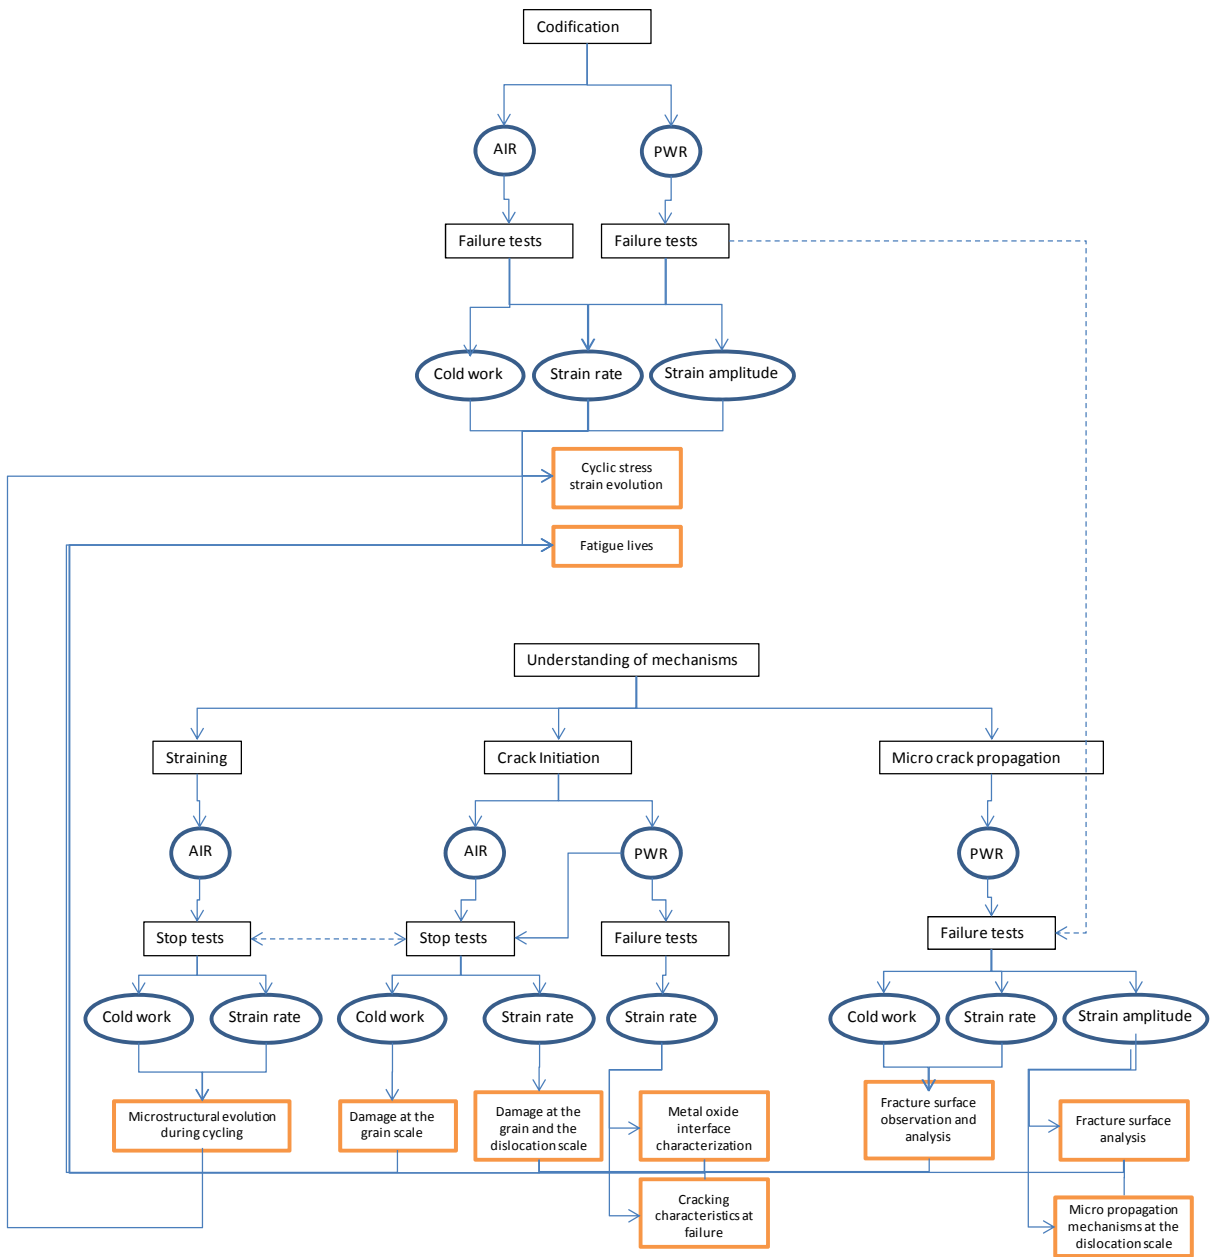 Codification
AIR
PWR
Failure tests
Failure tests
Cold work
Strain rate
Strain amplitude
Cyclic stress
strain evolution
Fatigue lives
Understanding of mechanisms
Straining
Crack Initiation
Micro crack propagation
AIR
AIR
PWR
PWR
Stop tests
Stop tests
Failure tests
Failure tests
Cold work
Strain rate
Cold work
Strain rate
Strain rate
Cold work
Strain rate
Strain amplitude
Microstructural evolution
during cycling
Damage at the
grain scale
Damage at the
grain and the
dislocation scale
Metal oxide
interface
characterization
Fracture surface
observation and
analysis
Fracture surface
analysis
Cracking
characteristics at
failure
Micro propagation
mechanisms at the
dislocation scale